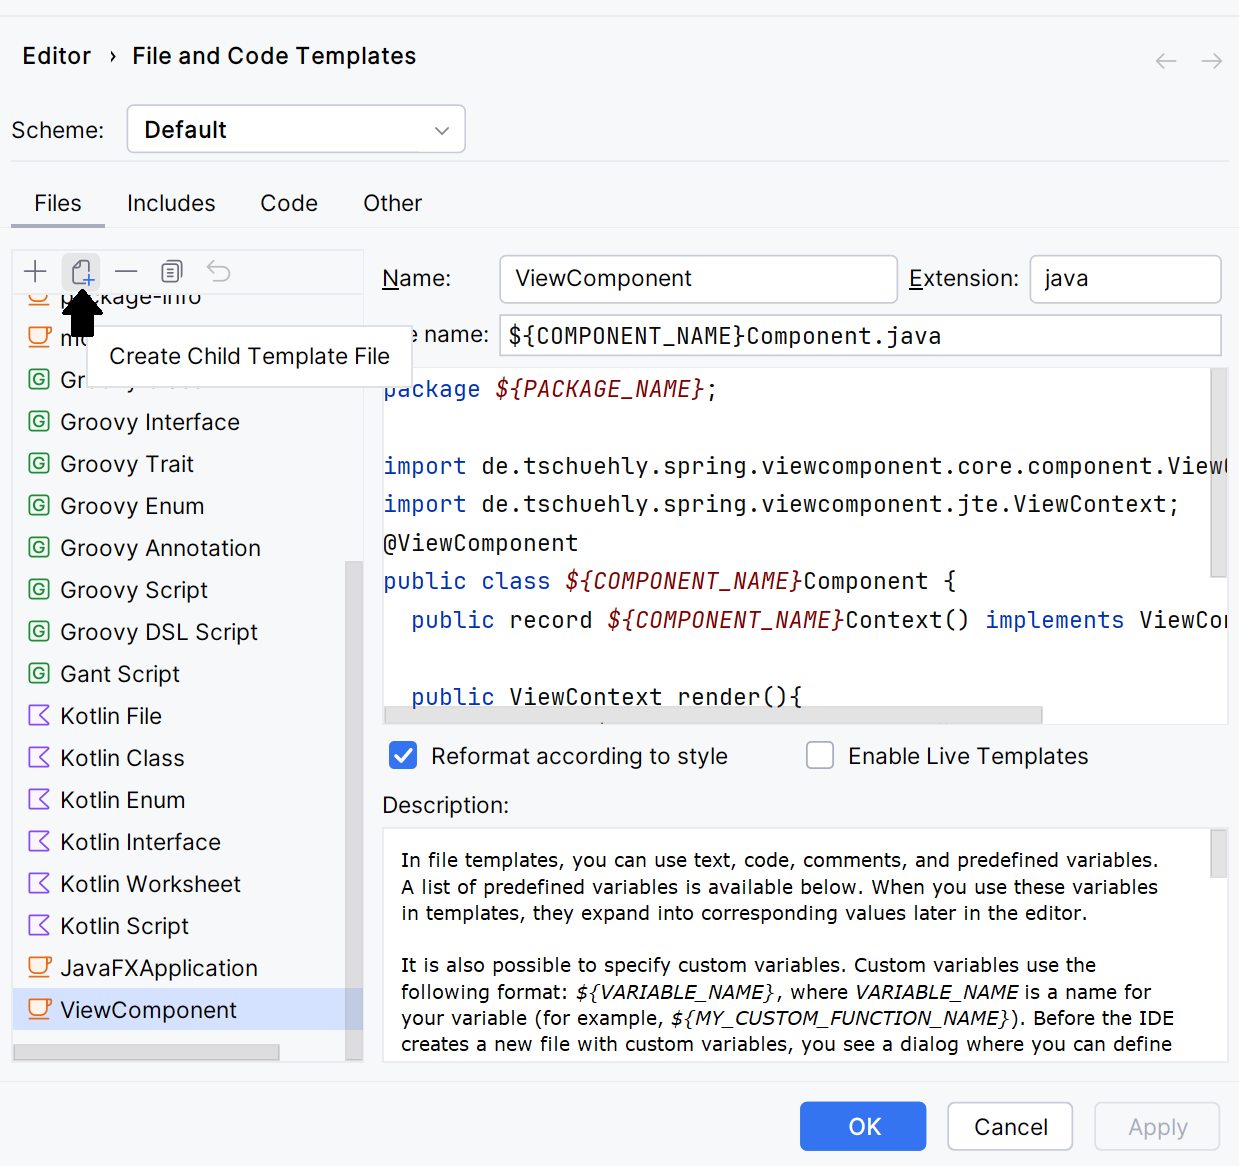 Editor › File and Code Templates
Scheme: Default
Files Includes Code Other
Name: ViewComponent Extension: java
name: ${COMPONENT_NAME}Component.java
Create Child Template File
package-info
Groovy Interface
Groovy Trait
Groovy Enum
Groovy Annotation
Groovy Script
Groovy DSL Script
Gant Script
Kotlin File
Kotlin Class
Kotlin Enum
Kotlin Interface
Kotlin Worksheet
Kotlin Script
JavaFXApplication
ViewComponent
package ${PACKAGE_NAME};
import de.tschuehly.spring.viewcomponent.core.component.View
import de.tschuehly.spring.viewcomponent.jte.ViewContext;
@ViewComponent
public class ${COMPONENT_NAME}Component {
public record ${COMPONENT_NAME}Context() implements ViewCo
public ViewContext render(){
Reformat according to style Enable Live Templates
Description:
In file templates, you can use text, code, comments, and predefined variables.
A list of predefined variables is available below. When you use these variables
in templates, they expand into corresponding values later in the editor.
It is also possible to specify custom variables. Custom variables use the
following format: ${VARIABLE_NAME}, where VARIABLE_NAME is a name for
your variable (for example, ${MY_CUSTOM_FUNCTION_NAME}). Before the IDE
creates a new file with custom variables, you see a dialog where you can define
OK Cancel Apply